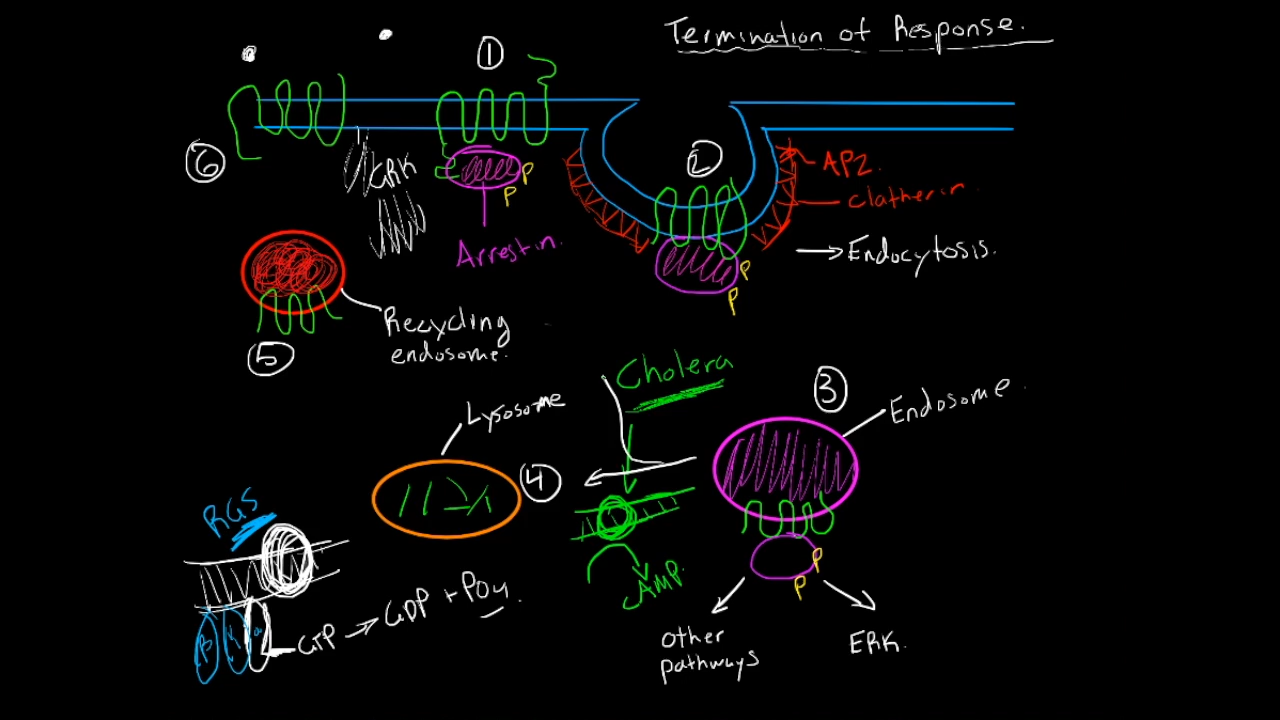 Termination of Response.
1
6
GRK
P
P
Arrestin.
2
AP2.
clatherin
Endocytosis.
P
P
5
Recycling
endosome.
Cholera
3
Endosome.
Lysosome
4
RGS
cAMP.
P
P
β γ α
GTP → GDP + PO4.
other
pathways
ERK.